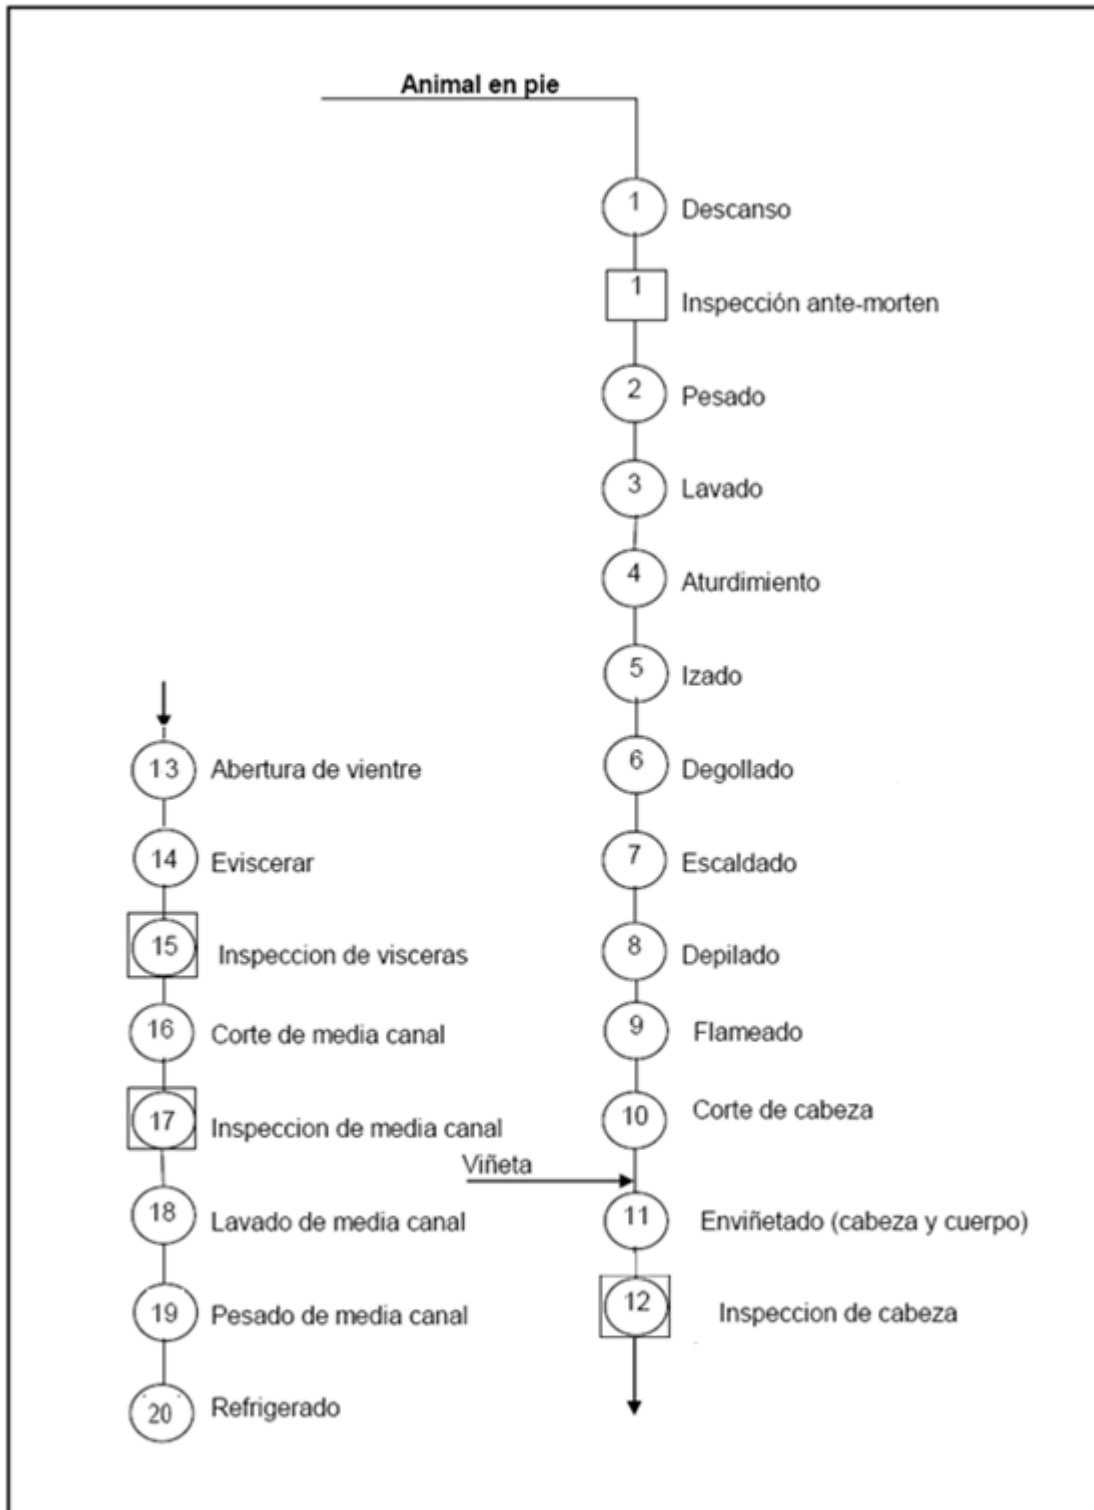 Animal en pie
1 Descanso
1 Inspección ante-morten
2 Pesado
3 Lavado
4 Aturdimiento
5 Izado
6 Degollado
7 Escaldado
8 Depilado
9 Flameado
10 Corte de cabeza
Viñeta
11 Enviñetado (cabeza y cuerpo)
12 Inspeccion de cabeza
13 Abertura de vientre
14 Eviscerar
15 Inspeccion de visceras
16 Corte de media canal
17 Inspeccion de media canal
18 Lavado de media canal
19 Pesado de media canal
20 Refrigerado